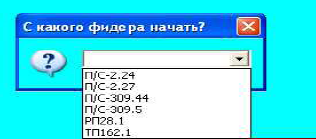 С какого фидера начать?
П/С-2.24
П/С-2.27
П/С-309.44
П/С-309.5
РП28.1
ТП162.1